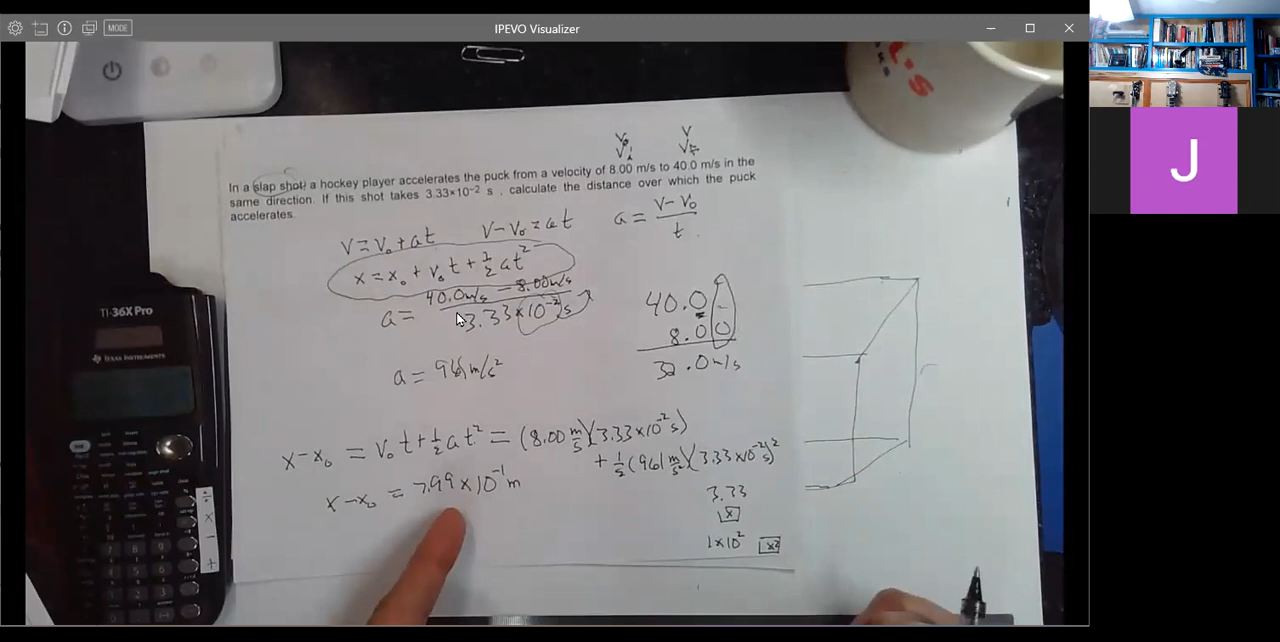 IPEVO Visualizer
MODE
In a slap shot, a hockey player accelerates the puck from a velocity of 8.00 m/s to 40.0 m/s in the
same direction. If this shot takes 3.33×10⁻² s , calculate the distance over which the puck
accelerates.
V₀ V
Vᵢ V_F
V = V₀ + at
V - V₀ = at
a = V - V₀ / t
x = x₀ + V₀t + ½at²
a = 40.0 m/s - 8.00 m/s / 3.33×10⁻² s
40.0
8.00
32.0 m/s
a = 961 m/s²
x - x₀ = V₀t + ½at² = (8.00 m/s)(3.33×10⁻² s)
+ ½(961 m/s²)(3.33×10⁻² s)²
x - x₀ = 7.99×10⁻¹ m
3.33
x
1×10²
TI-36X Pro
TEXAS INSTRUMENTS
÷
×
-
+
J